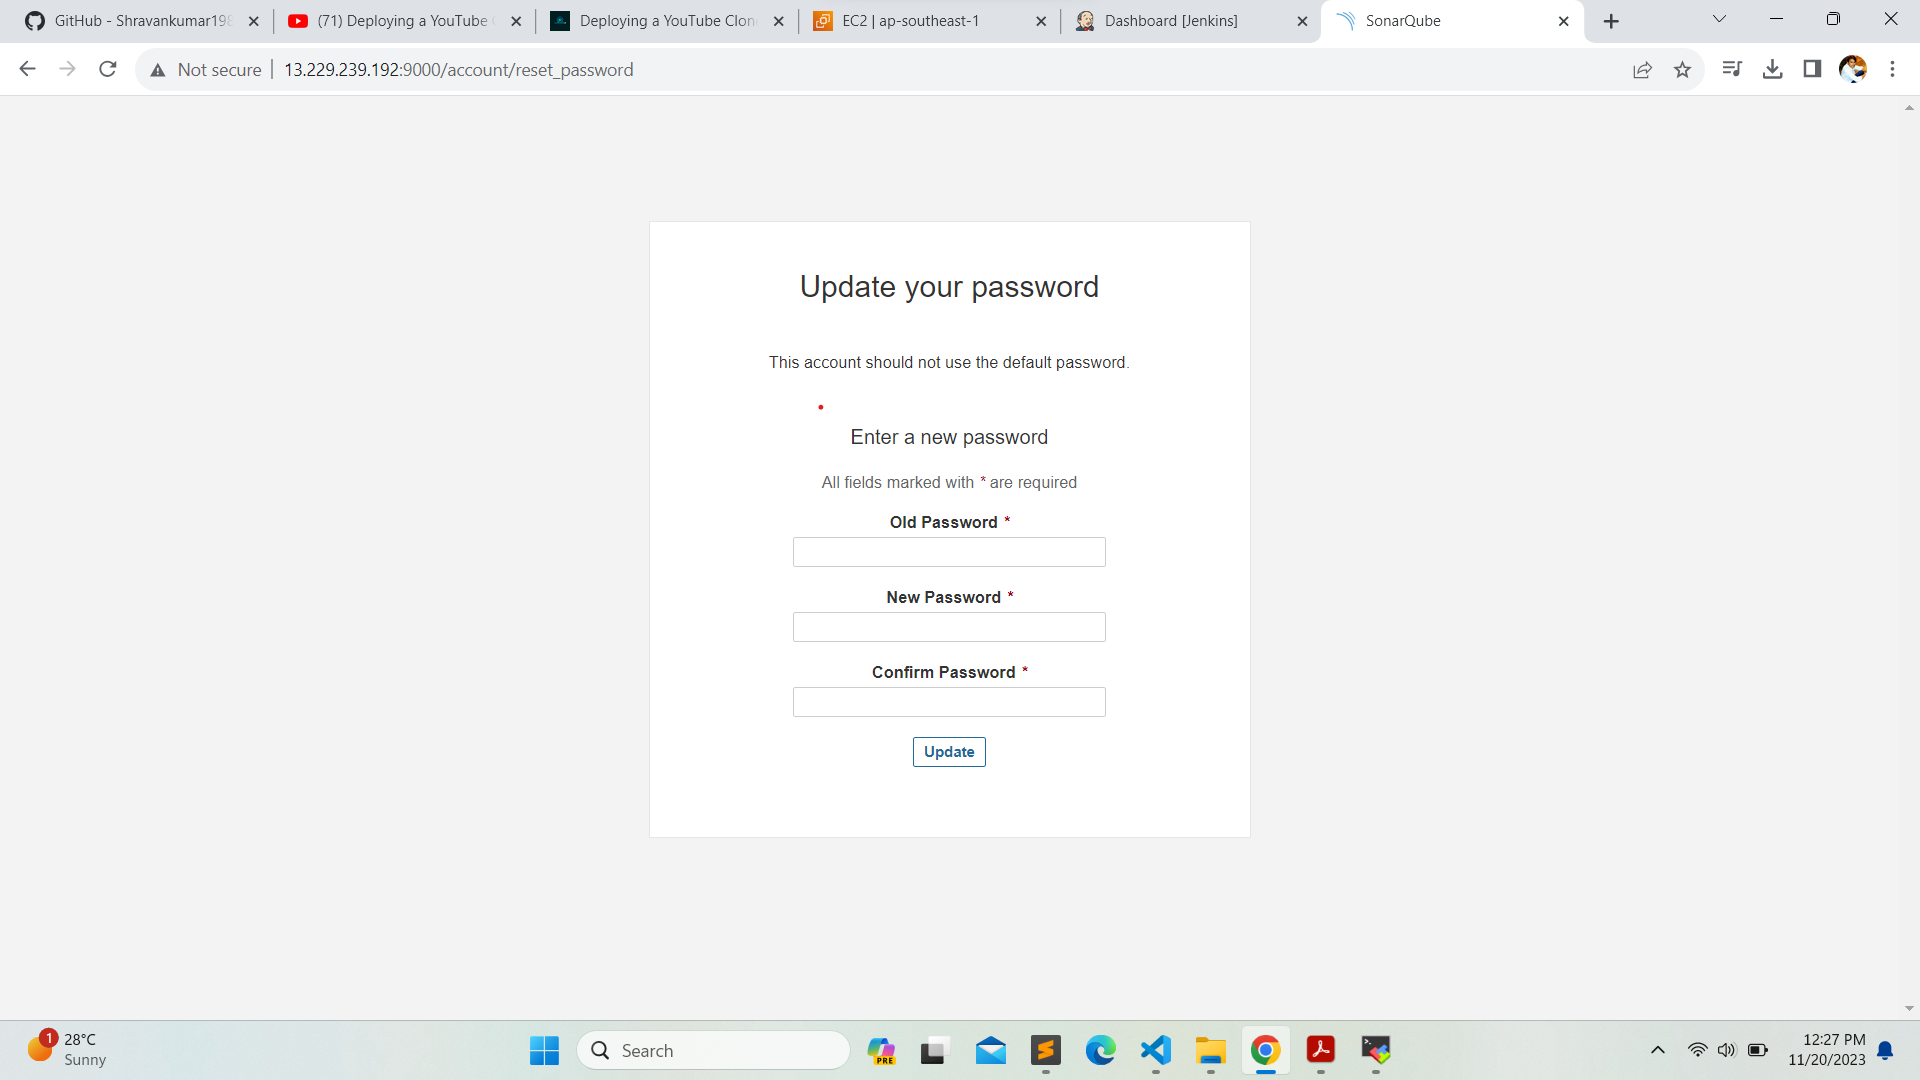 GitHub - Shravankumar198
(71) Deploying a YouTube C
Deploying a YouTube Clone
EC2 | ap-southeast-1
Dashboard [Jenkins]
SonarQube
Not secure
13.229.239.192:9000/account/reset_password
Update your password
This account should not use the default password.
Enter a new password
All fields marked with * are required
Old Password *
New Password *
Confirm Password *
Update
1
28°C
Sunny
Search
PRE
12:27 PM
11/20/2023